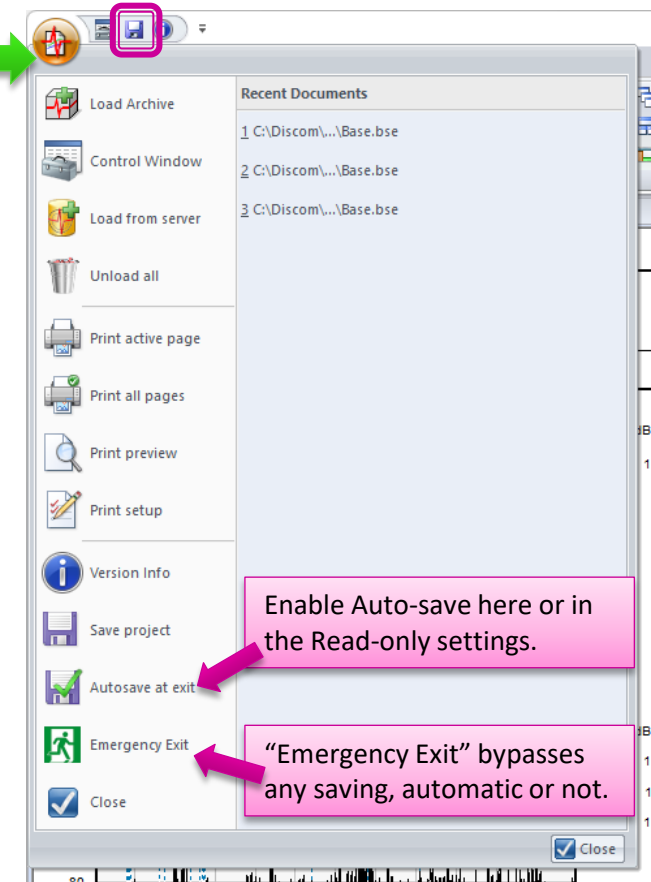 Load Archive
Control Window
Load from server
Unload all
Print active page
Print all pages
Print preview
Print setup
Version Info
Save project
Autosave at exit
Emergency Exit
Close
Recent Documents
1 C:\Discom\...\Base.bse
2 C:\Discom\...\Base.bse
3 C:\Discom\...\Base.bse
Enable Auto-save here or in
the Read-only settings.
“Emergency Exit” bypasses
any saving, automatic or not.
Close